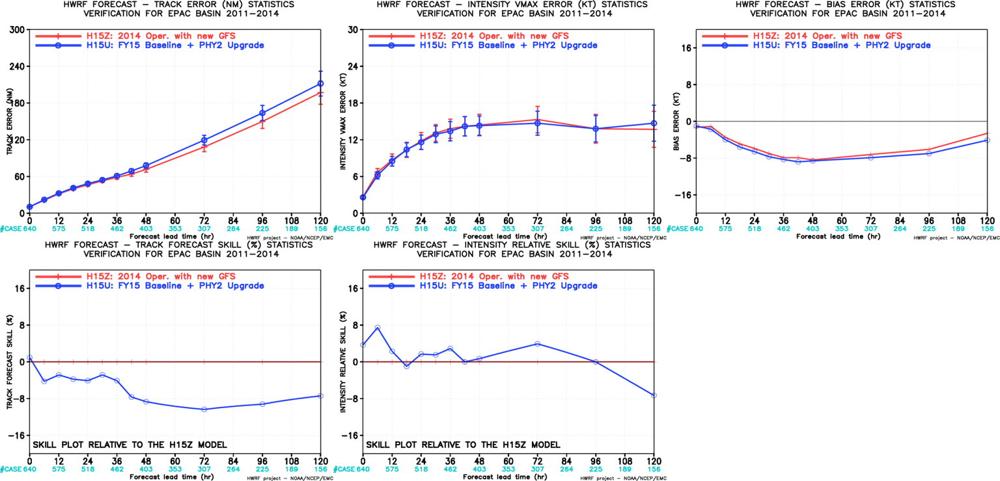 HWRF FORECAST − TRACK ERROR (NM) STATISTICS
VERIFICATION FOR EPAC BASIN 2011−2014
H15Z: 2014 Oper. with new GFS
H15U: FY15 Baseline + PHY2 Upgrade
TRACK ERROR (NM)
300
240
180
120
60
0
0 12 24 36 48 60 72 84 96 108 120
#CASE 640 575 518 462 403 353 307 264 225 189 156
Forecast lead time (hr)
HWRF project − NOAA/NCEP/EMC
HWRF FORECAST − INTENSITY VMAX ERROR (KT) STATISTICS
VERIFICATION FOR EPAC BASIN 2011−2014
H15Z: 2014 Oper. with new GFS
H15U: FY15 Baseline + PHY2 Upgrade
INTENSITY VMAX ERROR (KT)
30
24
18
12
6
0
0 12 24 36 48 60 72 84 96 108 120
#CASE 640 575 518 462 403 353 307 264 225 189 156
Forecast lead time (hr)
HWRF project − NOAA/NCEP/EMC
HWRF FORECAST − BIAS ERROR (KT) STATISTICS
VERIFICATION FOR EPAC BASIN 2011−2014
H15Z: 2014 Oper. with new GFS
H15U: FY15 Baseline + PHY2 Upgrade
BIAS ERROR (KT)
16
8
0
−8
−16
0 12 24 36 48 60 72 84 96 108 120
#CASE 640 575 518 462 403 353 307 264 225 189 156
Forecast lead time (hr)
HWRF project − NOAA/NCEP/EMC
HWRF FORECAST − TRACK FORECAST SKILL (%) STATISTICS
VERIFICATION FOR EPAC BASIN 2011−2014
H15Z: 2014 Oper. with new GFS
H15U: FY15 Baseline + PHY2 Upgrade
TRACK FORECAST SKILL (%)
16
8
0
−8
−16
SKILL PLOT RELATIVE TO THE H15Z MODEL
0 12 24 36 48 60 72 84 96 108 120
#CASE 640 575 518 462 403 353 307 264 225 189 156
Forecast lead time (hr)
HWRF project − NOAA/NCEP/EMC
HWRF FORECAST − INTENSITY RELATIVE SKILL (%) STATISTICS
VERIFICATION FOR EPAC BASIN 2011−2014
H15Z: 2014 Oper. with new GFS
H15U: FY15 Baseline + PHY2 Upgrade
INTENSITY RELATIVE SKILL (%)
16
8
0
−8
−16
SKILL PLOT RELATIVE TO THE H15Z MODEL
0 12 24 36 48 60 72 84 96 108 120
#CASE 640 575 518 462 403 353 307 264 225 189 156
Forecast lead time (hr)
HWRF project − NOAA/NCEP/EMC